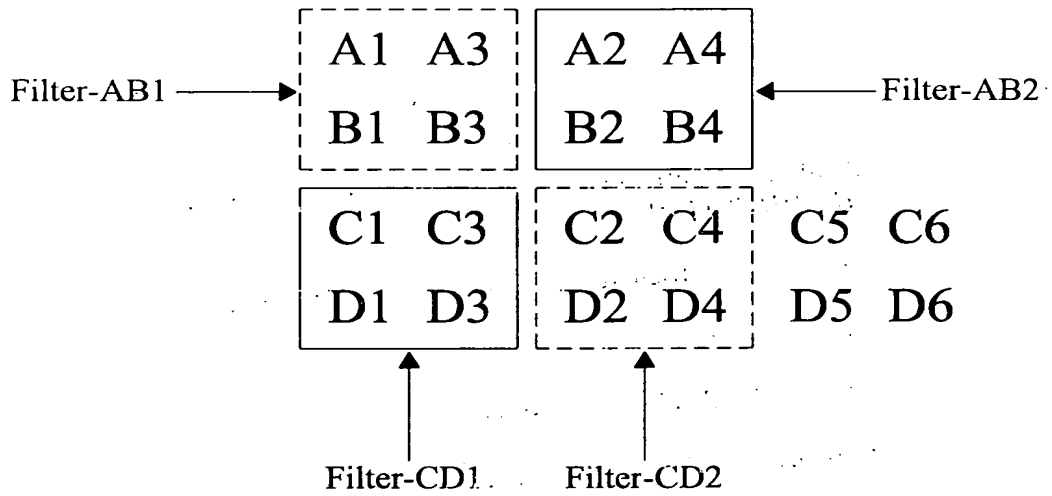 A1 A3 A2 A4
Filter-AB1 Filter-AB2
B1 B3 B2 B4
C1 C3 C2 C4 C5 C6
D1 D3 D2 D4 D5 D6
Filter-CD1 Filter-CD2